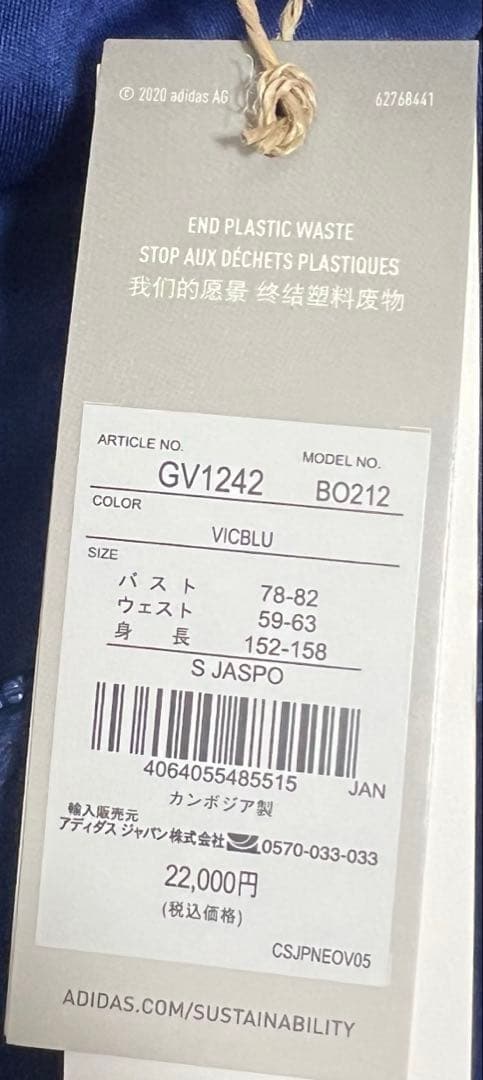 © 2020 adidas AG
62768441
END PLASTIC WASTE
STOP AUX DÉCHETS PLASTIQUES
我们的愿景 终结塑料废物
ARTICLE NO.
MODEL NO.
GV1242
BO212
COLOR
VICBLU
SIZE
バスト 78-82
ウェスト 59-63
身 長 152-158
S JASPO
4064055485515
JAN
カンボジア製
輸入販売元
アディダス ジャパン株式会社 0570-033-033
22,000円
(税込価格)
CSJPNEOV05
ADIDAS.COM/SUSTAINABILITY